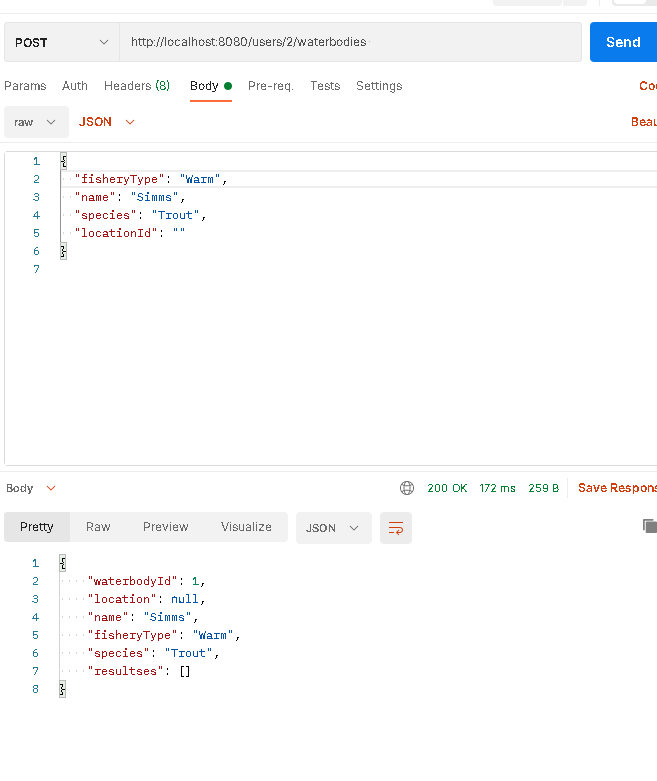 POST http://localhost:8080/users/2/waterbodies Send
Params Auth Headers (8) Body Pre-req. Tests Settings
raw JSON
1 {
2 "fisheryType": "Warm",
3 "name": "Simms",
4 "species": "Trout",
5 "locationId": ""
6 }
7
Body 200 OK 172 ms 259 B Save Respons
Pretty Raw Preview Visualize JSON
1 {
2 "waterbodyId": 1,
3 "location": null,
4 "name": "Simms",
5 "fisheryType": "Warm",
6 "species": "Trout",
7 "resultses": []
8 }